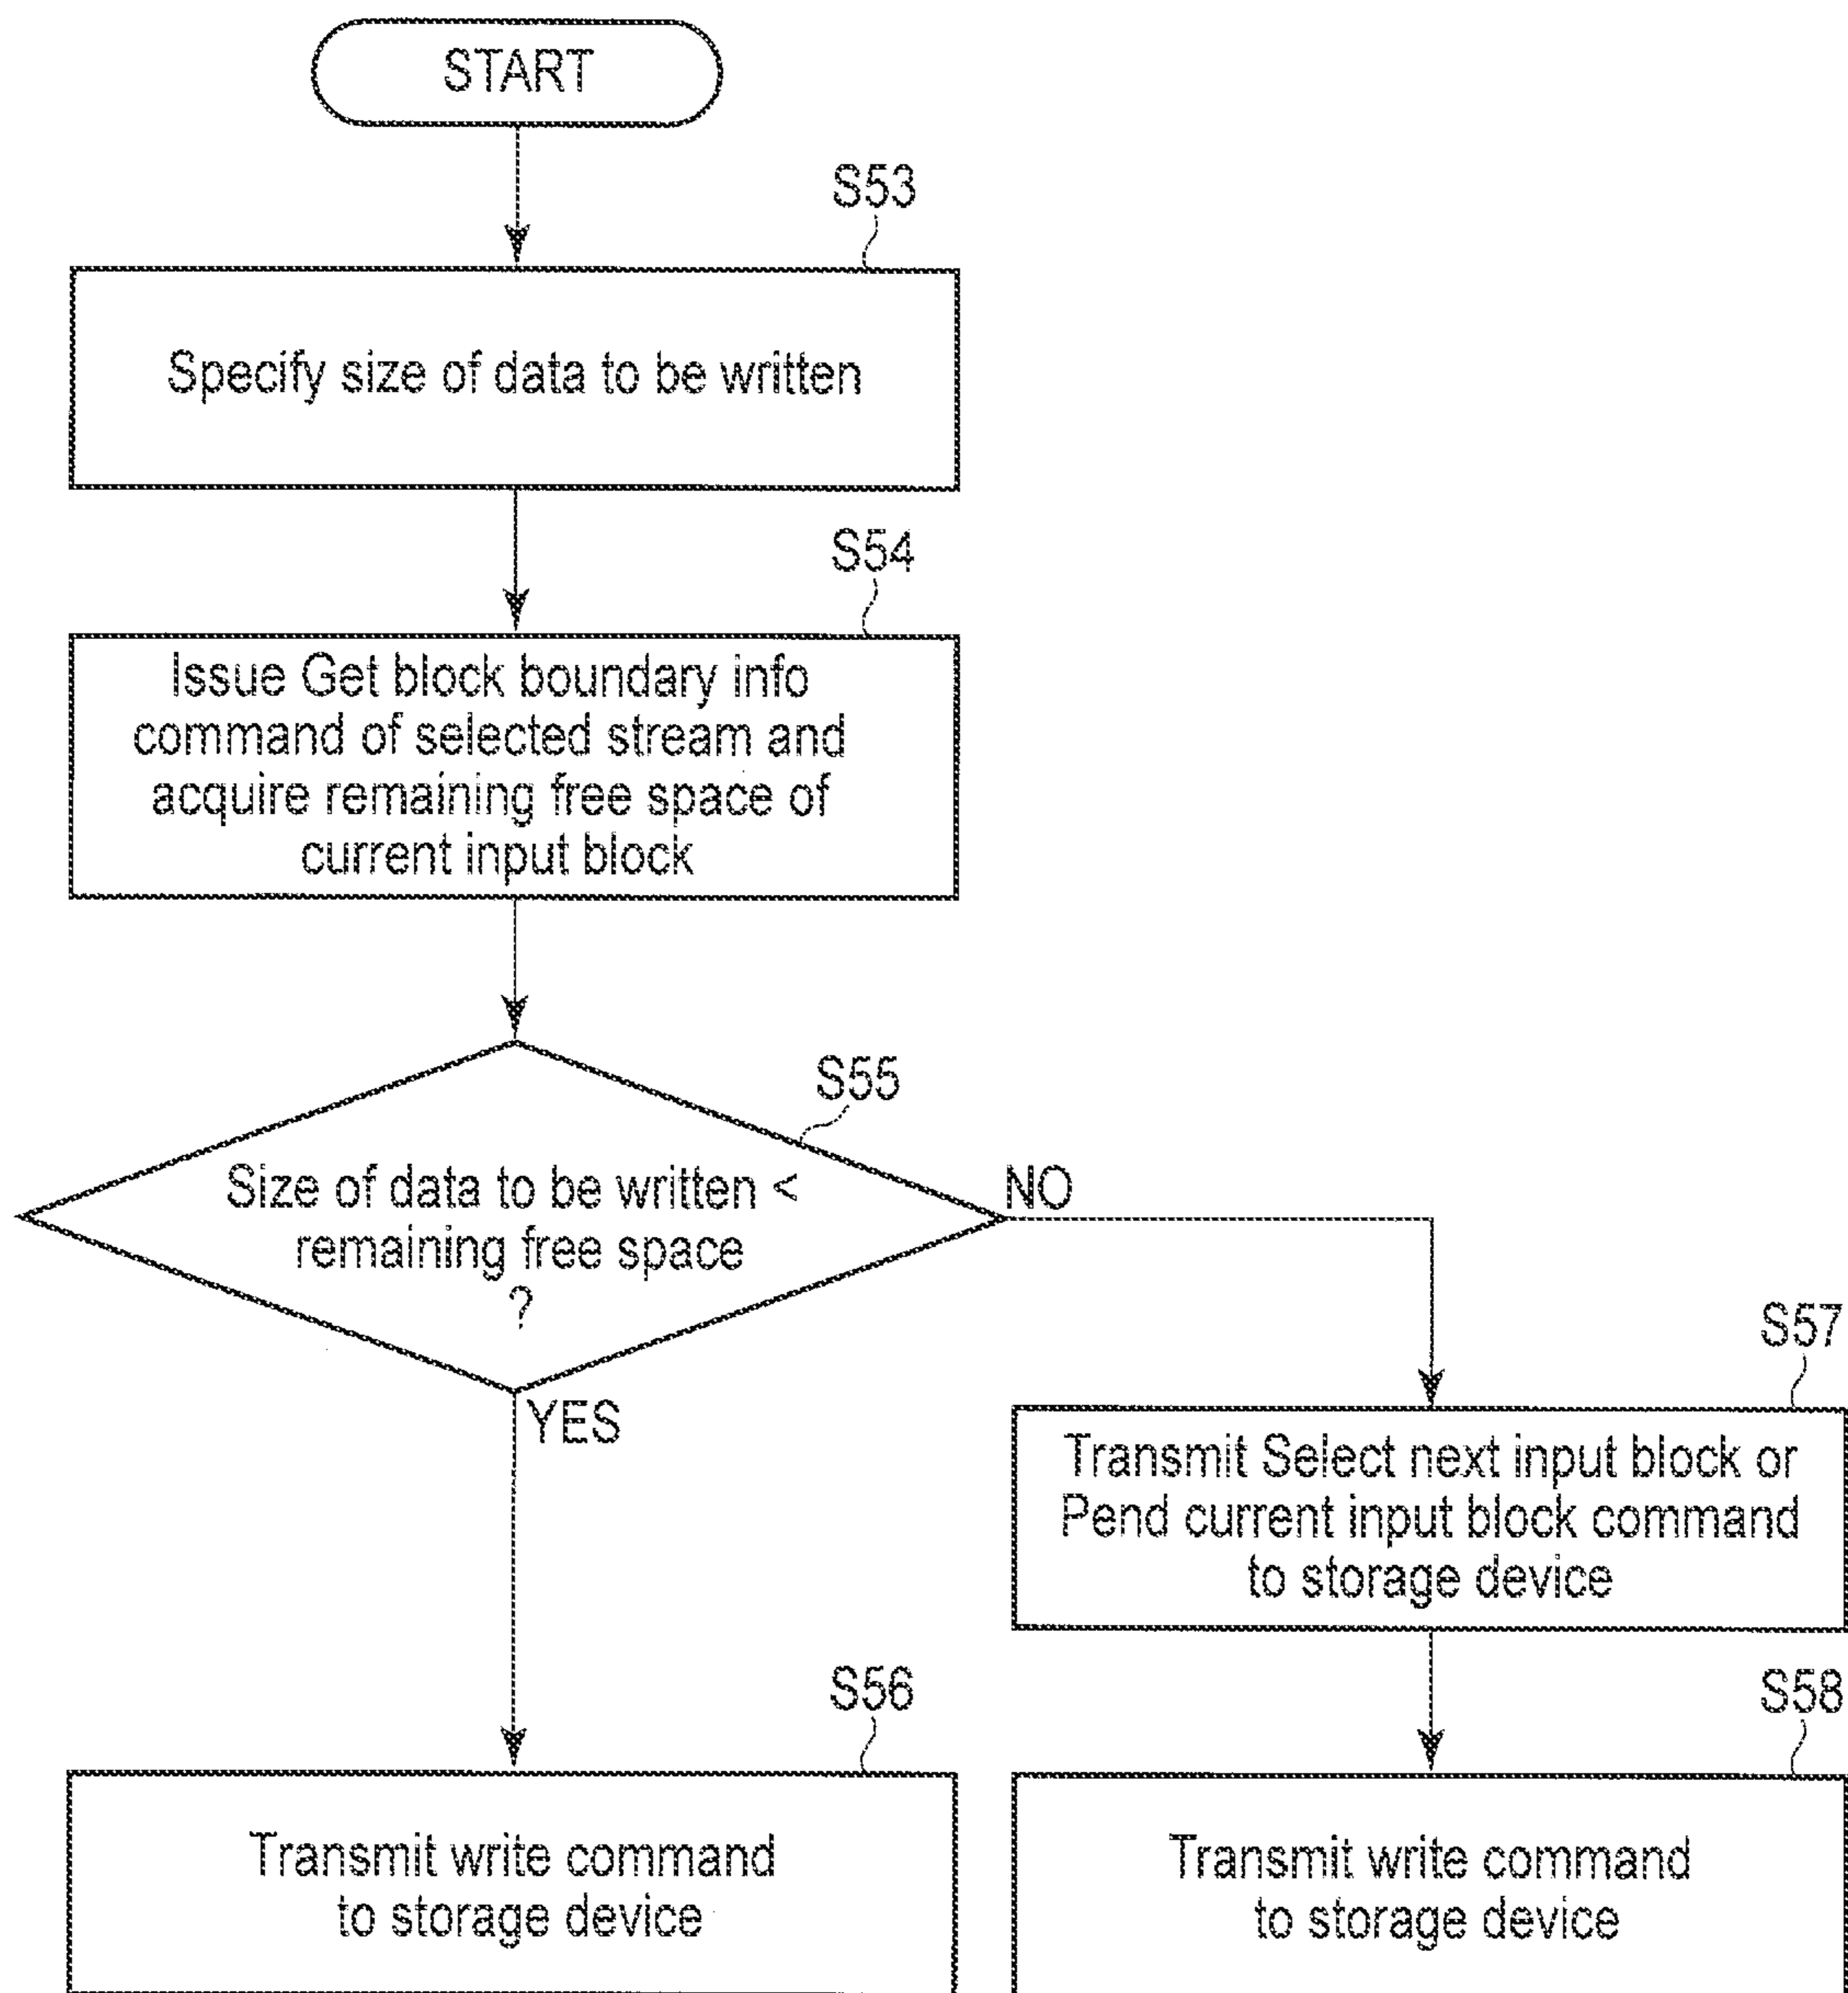 START
S53
Specify size of data to be written
S54
Issue Get block boundary info
command of selected stream and
acquire remaining free space of
current input block
S55
Size of data to be written <
remaining free space
?
NO
YES
S57
Transmit Select next input block or
Pend current input block command
to storage device
S56
Transmit write command
to storage device
S58
Transmit write command
to storage device